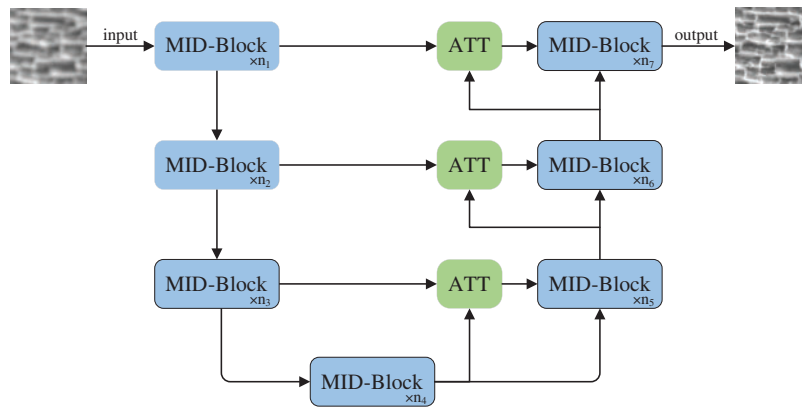 input
MID-Block
×n₁
ATT
MID-Block
×n₇
output
MID-Block
×n₂
ATT
MID-Block
×n₆
MID-Block
×n₃
ATT
MID-Block
×n₅
MID-Block
×n₄